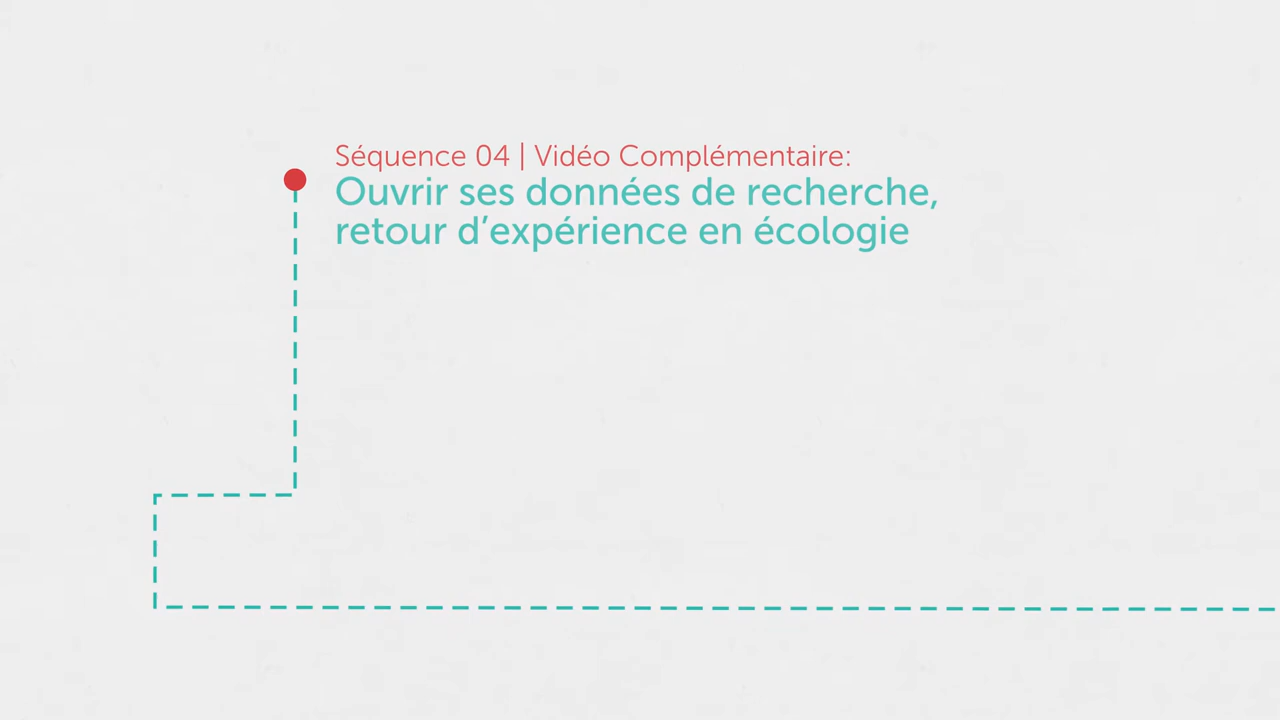 Séquence 04 | Vidéo Complémentaire:
Ouvrir ses données de recherche,
retour d’expérience en écologie